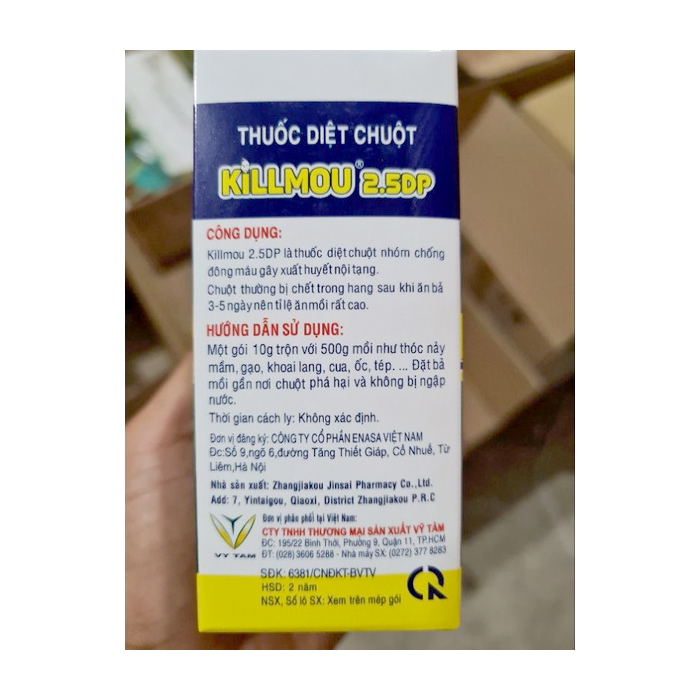 THUỐC DIỆT CHUỘT
KiLLMOU® 2.5DP
CÔNG DỤNG:
Killmou 2.5DP là thuốc diệt chuột nhóm chống
đông máu gây xuất huyết nội tạng.
Chuột thường bị chết trong hang sau khi ăn bả
3-5 ngày nên tỉ lệ ăn mồi rất cao.
HƯỚNG DẪN SỬ DỤNG:
Một gói 10g trộn với 500g mồi như thóc nảy
mầm, gạo, khoai lang, cua, ốc, tép. ... Đặt bả
mồi gần nơi chuột phá hại và không bị ngập
nước.
Thời gian cách ly: Không xác định.
Đơn vị đăng ký: CÔNG TY CỔ PHẦN ENASA VIỆT NAM
Đc:Số 9,ngõ 6,đường Tăng Thiết Giáp, Cổ Nhuế, Từ
Liêm,Hà Nội
Nhà sản xuất: Zhangjiakou Jinsai Pharmacy Co.,Ltd.
Add: 7, Yintaigou, Qiaoxi, District Zhangjiakou P.R.C
Đơn vị phân phối tại Việt Nam:
CTY TNHH THƯƠNG MẠI SẢN XUẤT VỸ TÂM
ĐC: 195/22 Bình Thới, Phường 9, Quận 11, TP.HCM
ĐT: (028) 3606 5288 - Nhà máy SX: (0272) 377 8283
VY TAM
SĐK: 6381/CNĐKT-BVTV
HSD: 2 năm
NSX, Số lô SX: Xem trên mép gói